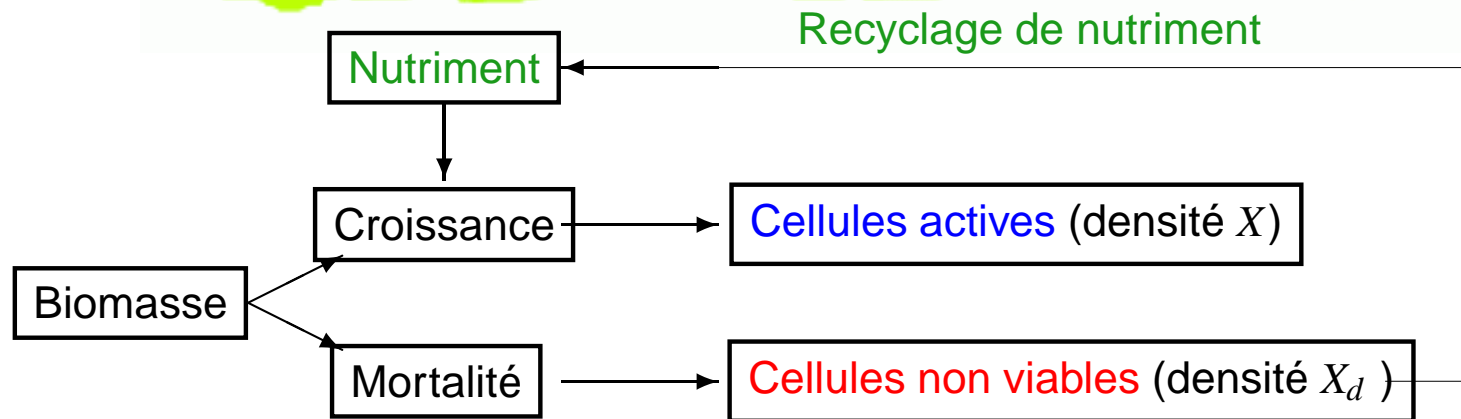 Recyclage de nutriment
Nutriment
Croissance
Cellules actives (densité X)
Biomasse
Mortalité
Cellules non viables (densité X_d )